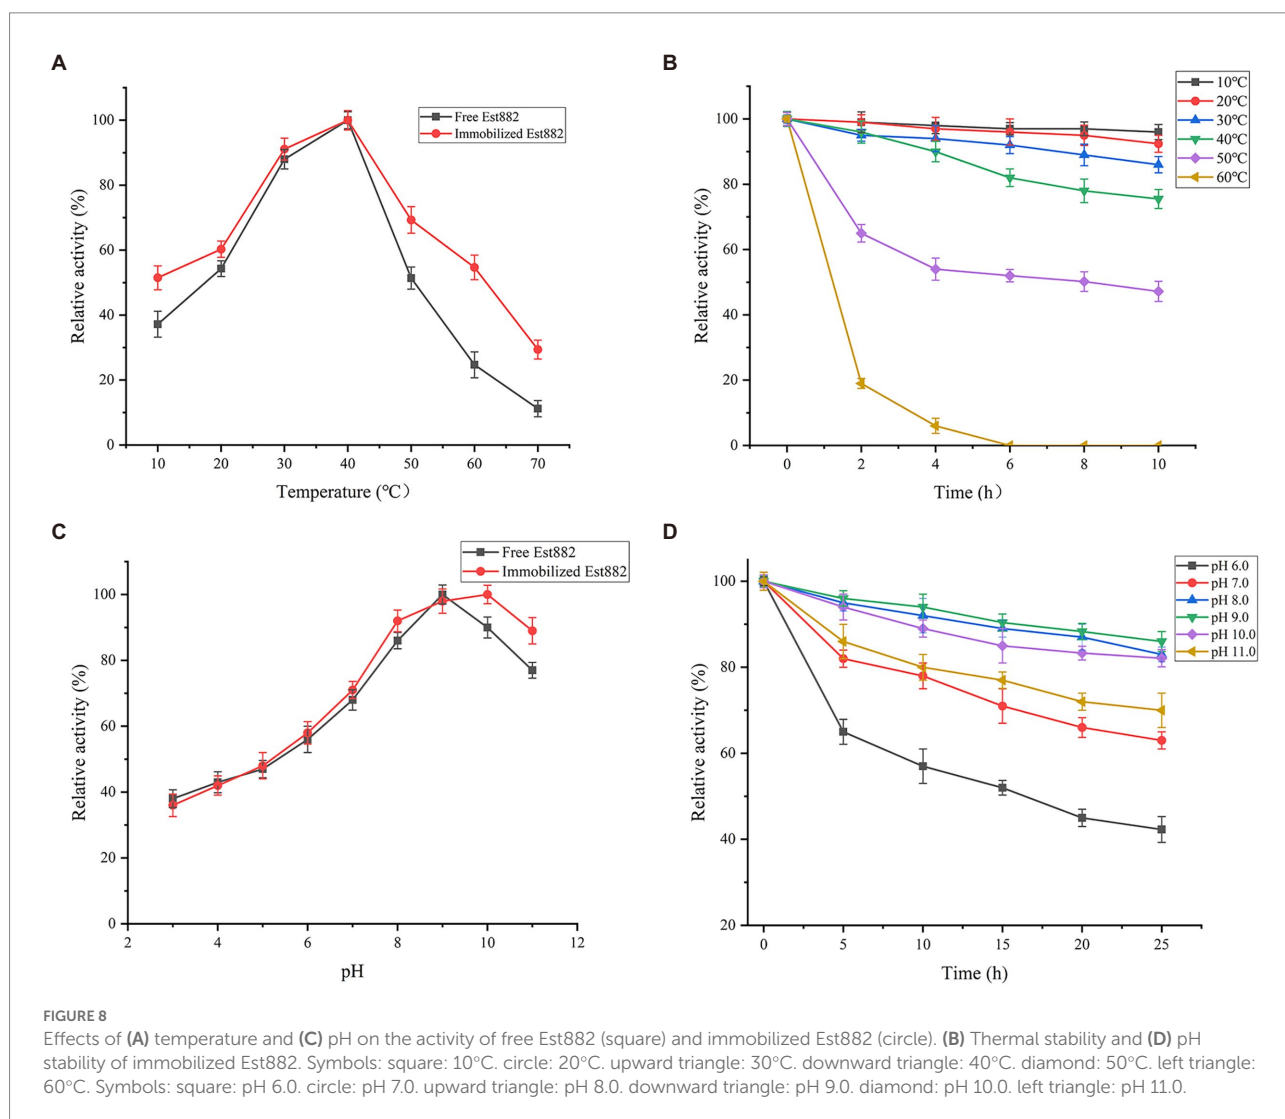 A
Free Est882
Immobilized Est882
100
80
60
40
20
0
Relative activity (%)
10 20 30 40 50 60 70
Temperature (℃）
B
10℃
20℃
30℃
40℃
50℃
60℃
100
80
60
40
20
0
Relative activity (%)
0 2 4 6 8 10
Time (h）
C
Free Est882
Immobilized Est882
100
80
60
40
20
0
Relative activity (%)
2 4 6 8 10 12
pH
D
pH 6.0
pH 7.0
pH 8.0
pH 9.0
pH 10.0
pH 11.0
100
80
60
40
20
Relative activity (%)
0 5 10 15 20 25
Time (h)
FIGURE 8
Effects of (A) temperature and (C) pH on the activity of free Est882 (square) and immobilized Est882 (circle). (B) Thermal stability and (D) pH
stability of immobilized Est882. Symbols: square: 10°C. circle: 20°C. upward triangle: 30°C. downward triangle: 40°C. diamond: 50°C. left triangle:
60°C. Symbols: square: pH 6.0. circle: pH 7.0. upward triangle: pH 8.0. downward triangle: pH 9.0. diamond: pH 10.0. left triangle: pH 11.0.